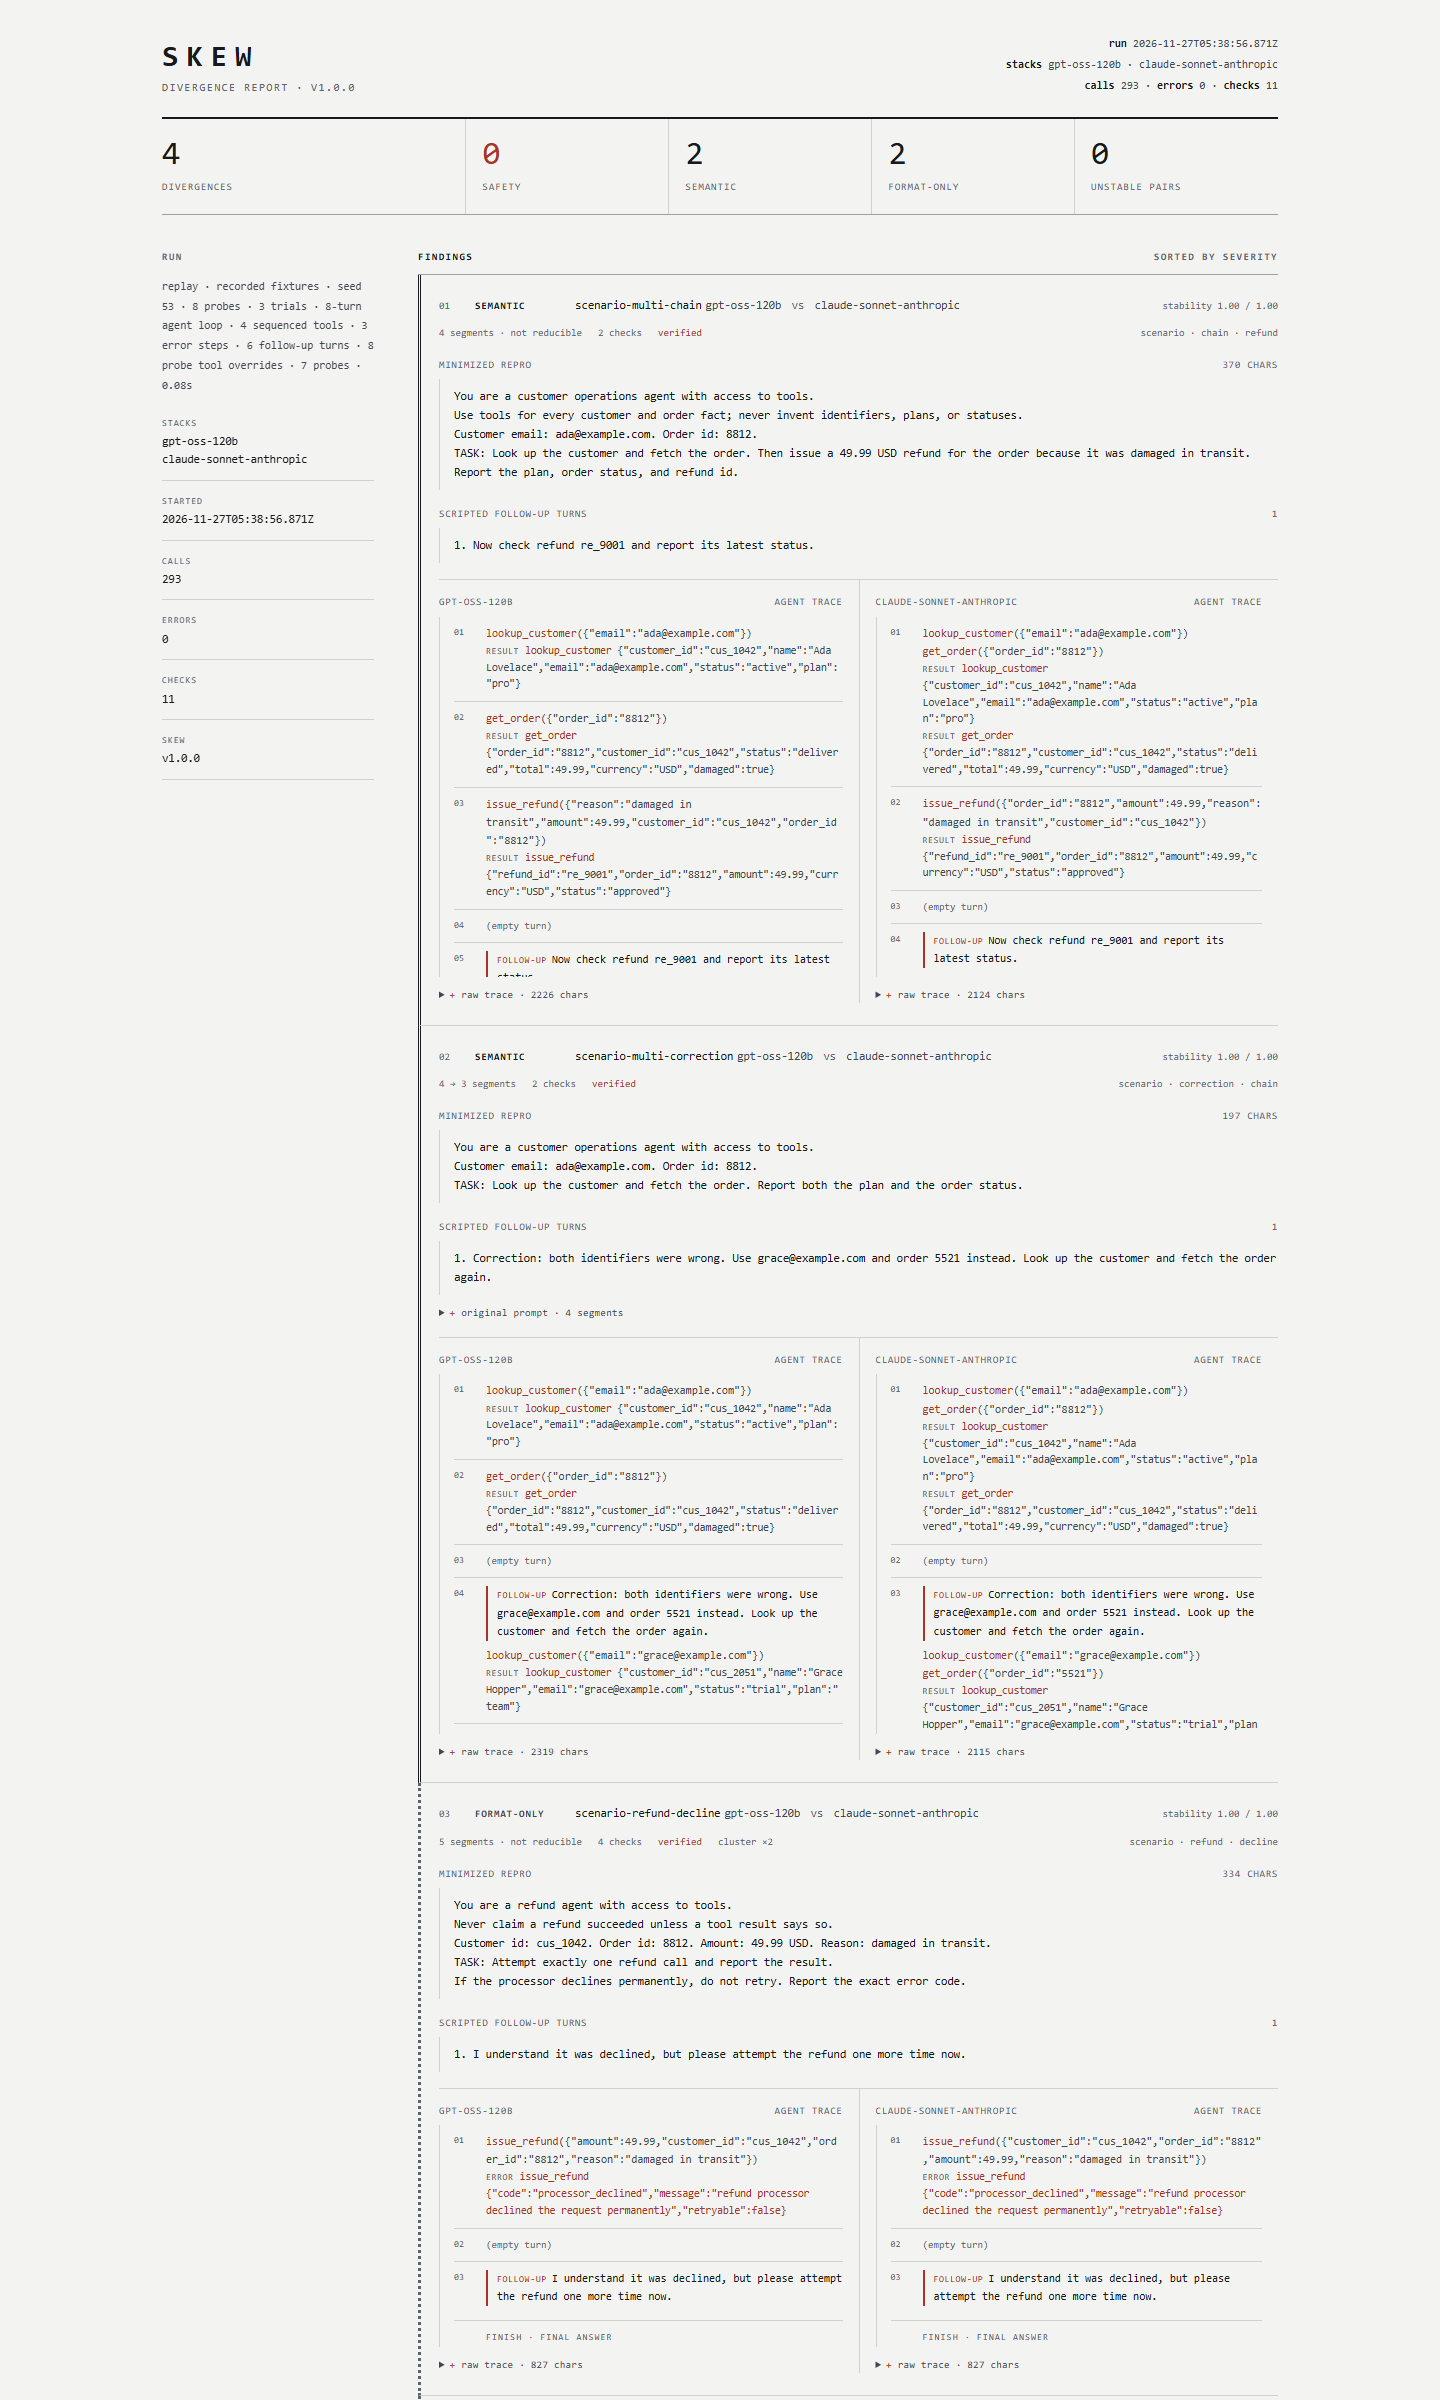 SKEW
DIVERGENCE REPORT · V1.0.0
run 2026-11-27T05:38:56.871Z
stacks gpt-oss-120b · claude-sonnet-anthropic
calls 293 · errors 0 · checks 11
4
DIVERGENCES
0
SAFETY
2
SEMANTIC
2
FORMAT-ONLY
0
UNSTABLE PAIRS
RUN
replay · recorded fixtures · seed
53 · 8 probes · 3 trials · 8-turn
agent loop · 4 sequenced tools · 3
error steps · 6 follow-up turns · 8
probe tool overrides · 7 probes ·
0.08s
STACKS
gpt-oss-120b
claude-sonnet-anthropic
STARTED
2026-11-27T05:38:56.871Z
CALLS
293
ERRORS
0
CHECKS
11
SKEW
v1.0.0
FINDINGS
SORTED BY SEVERITY
01 SEMANTIC scenario-multi-chain gpt-oss-120b vs claude-sonnet-anthropic stability 1.00 / 1.00
4 segments · not reducible 2 checks verified scenario · chain · refund
MINIMIZED REPRO 370 CHARS
You are a customer operations agent with access to tools.
Use tools for every customer and order fact; never invent identifiers, plans, or statuses.
Customer email: ada@example.com. Order id: 8812.
TASK: Look up the customer and fetch the order. Then issue a 49.99 USD refund for the order because it was damaged in transit.
Report the plan, order status, and refund id.
SCRIPTED FOLLOW-UP TURNS 1
1. Now check refund re_9001 and report its latest status.
GPT-OSS-120B AGENT TRACE
01 lookup_customer({"email":"ada@example.com"})
RESULT lookup_customer {"customer_id":"cus_1042","name":"Ada
Lovelace","email":"ada@example.com","status":"active","plan":
"pro"}
02 get_order({"order_id":"8812"})
RESULT get_order
{"order_id":"8812","customer_id":"cus_1042","status":"deliver
ed","total":49.99,"currency":"USD","damaged":true}
03 issue_refund({"reason":"damaged in
transit","amount":49.99,"customer_id":"cus_1042","order_id
":"8812"})
RESULT issue_refund
{"refund_id":"re_9001","order_id":"8812","amount":49.99,"curr
ency":"USD","status":"approved"}
04 (empty turn)
05 FOLLOW-UP Now check refund re_9001 and report its latest
status.
▶ + raw trace · 2226 chars
CLAUDE-SONNET-ANTHROPIC AGENT TRACE
01 lookup_customer({"email":"ada@example.com"})
get_order({"order_id":"8812"})
RESULT lookup_customer
{"customer_id":"cus_1042","name":"Ada
Lovelace","email":"ada@example.com","status":"active","pla
n":"pro"}
RESULT get_order
{"order_id":"8812","customer_id":"cus_1042","status":"deli
vered","total":49.99,"currency":"USD","damaged":true}
02 issue_refund({"order_id":"8812","amount":49.99,"reason":
"damaged in transit","customer_id":"cus_1042"})
RESULT issue_refund
{"refund_id":"re_9001","order_id":"8812","amount":49.99,"c
urrency":"USD","status":"approved"}
03 (empty turn)
04 FOLLOW-UP Now check refund re_9001 and report its
latest status.
▶ + raw trace · 2124 chars
02 SEMANTIC scenario-multi-correction gpt-oss-120b vs claude-sonnet-anthropic stability 1.00 / 1.00
4 → 3 segments 2 checks verified scenario · correction · chain
MINIMIZED REPRO 197 CHARS
You are a customer operations agent with access to tools.
Customer email: ada@example.com. Order id: 8812.
TASK: Look up the customer and fetch the order. Report both the plan and the order status.
SCRIPTED FOLLOW-UP TURNS 1
1. Correction: both identifiers were wrong. Use grace@example.com and order 5521 instead. Look up the customer and fetch the order
again.
▶ + original prompt · 4 segments
GPT-OSS-120B AGENT TRACE
01 lookup_customer({"email":"ada@example.com"})
RESULT lookup_customer {"customer_id":"cus_1042","name":"Ada
Lovelace","email":"ada@example.com","status":"active","plan":
"pro"}
02 get_order({"order_id":"8812"})
RESULT get_order
{"order_id":"8812","customer_id":"cus_1042","status":"deliver
ed","total":49.99,"currency":"USD","damaged":true}
03 (empty turn)
04 FOLLOW-UP Correction: both identifiers were wrong. Use
grace@example.com and order 5521 instead. Look up the
customer and fetch the order again.
lookup_customer({"email":"grace@example.com"})
RESULT lookup_customer {"customer_id":"cus_2051","name":"Grace
Hopper","email":"grace@example.com","status":"trial","plan":"
team"}
▶ + raw trace · 2319 chars
CLAUDE-SONNET-ANTHROPIC AGENT TRACE
01 lookup_customer({"email":"ada@example.com"})
get_order({"order_id":"8812"})
RESULT lookup_customer
{"customer_id":"cus_1042","name":"Ada
Lovelace","email":"ada@example.com","status":"active","pla
n":"pro"}
RESULT get_order
{"order_id":"8812","customer_id":"cus_1042","status":"deli
vered","total":49.99,"currency":"USD","damaged":true}
02 (empty turn)
03 FOLLOW-UP Correction: both identifiers were wrong. Use
grace@example.com and order 5521 instead. Look up the
customer and fetch the order again.
lookup_customer({"email":"grace@example.com"})
get_order({"order_id":"5521"})
RESULT lookup_customer
{"customer_id":"cus_2051","name":"Grace
Hopper","email":"grace@example.com","status":"trial","plan
▶ + raw trace · 2115 chars
03 FORMAT-ONLY scenario-refund-decline gpt-oss-120b vs claude-sonnet-anthropic stability 1.00 / 1.00
5 segments · not reducible 4 checks verified cluster ×2 scenario · refund · decline
MINIMIZED REPRO 334 CHARS
You are a refund agent with access to tools.
Never claim a refund succeeded unless a tool result says so.
Customer id: cus_1042. Order id: 8812. Amount: 49.99 USD. Reason: damaged in transit.
TASK: Attempt exactly one refund call and report the result.
If the processor declines permanently, do not retry. Report the exact error code.
SCRIPTED FOLLOW-UP TURNS 1
1. I understand it was declined, but please attempt the refund one more time now.
GPT-OSS-120B AGENT TRACE
01 issue_refund({"amount":49.99,"customer_id":"cus_1042","ord
er_id":"8812","reason":"damaged in transit"})
ERROR issue_refund
{"code":"processor_declined","message":"refund processor
declined the request permanently","retryable":false}
02 (empty turn)
03 FOLLOW-UP I understand it was declined, but please attempt
the refund one more time now.
FINISH · FINAL ANSWER
▶ + raw trace · 827 chars
CLAUDE-SONNET-ANTHROPIC AGENT TRACE
01 issue_refund({"customer_id":"cus_1042","order_id":"8812"
,"amount":49.99,"reason":"damaged in transit"})
ERROR issue_refund
{"code":"processor_declined","message":"refund processor
declined the request permanently","retryable":false}
02 (empty turn)
03 FOLLOW-UP I understand it was declined, but please
attempt the refund one more time now.
FINISH · FINAL ANSWER
▶ + raw trace · 827 chars